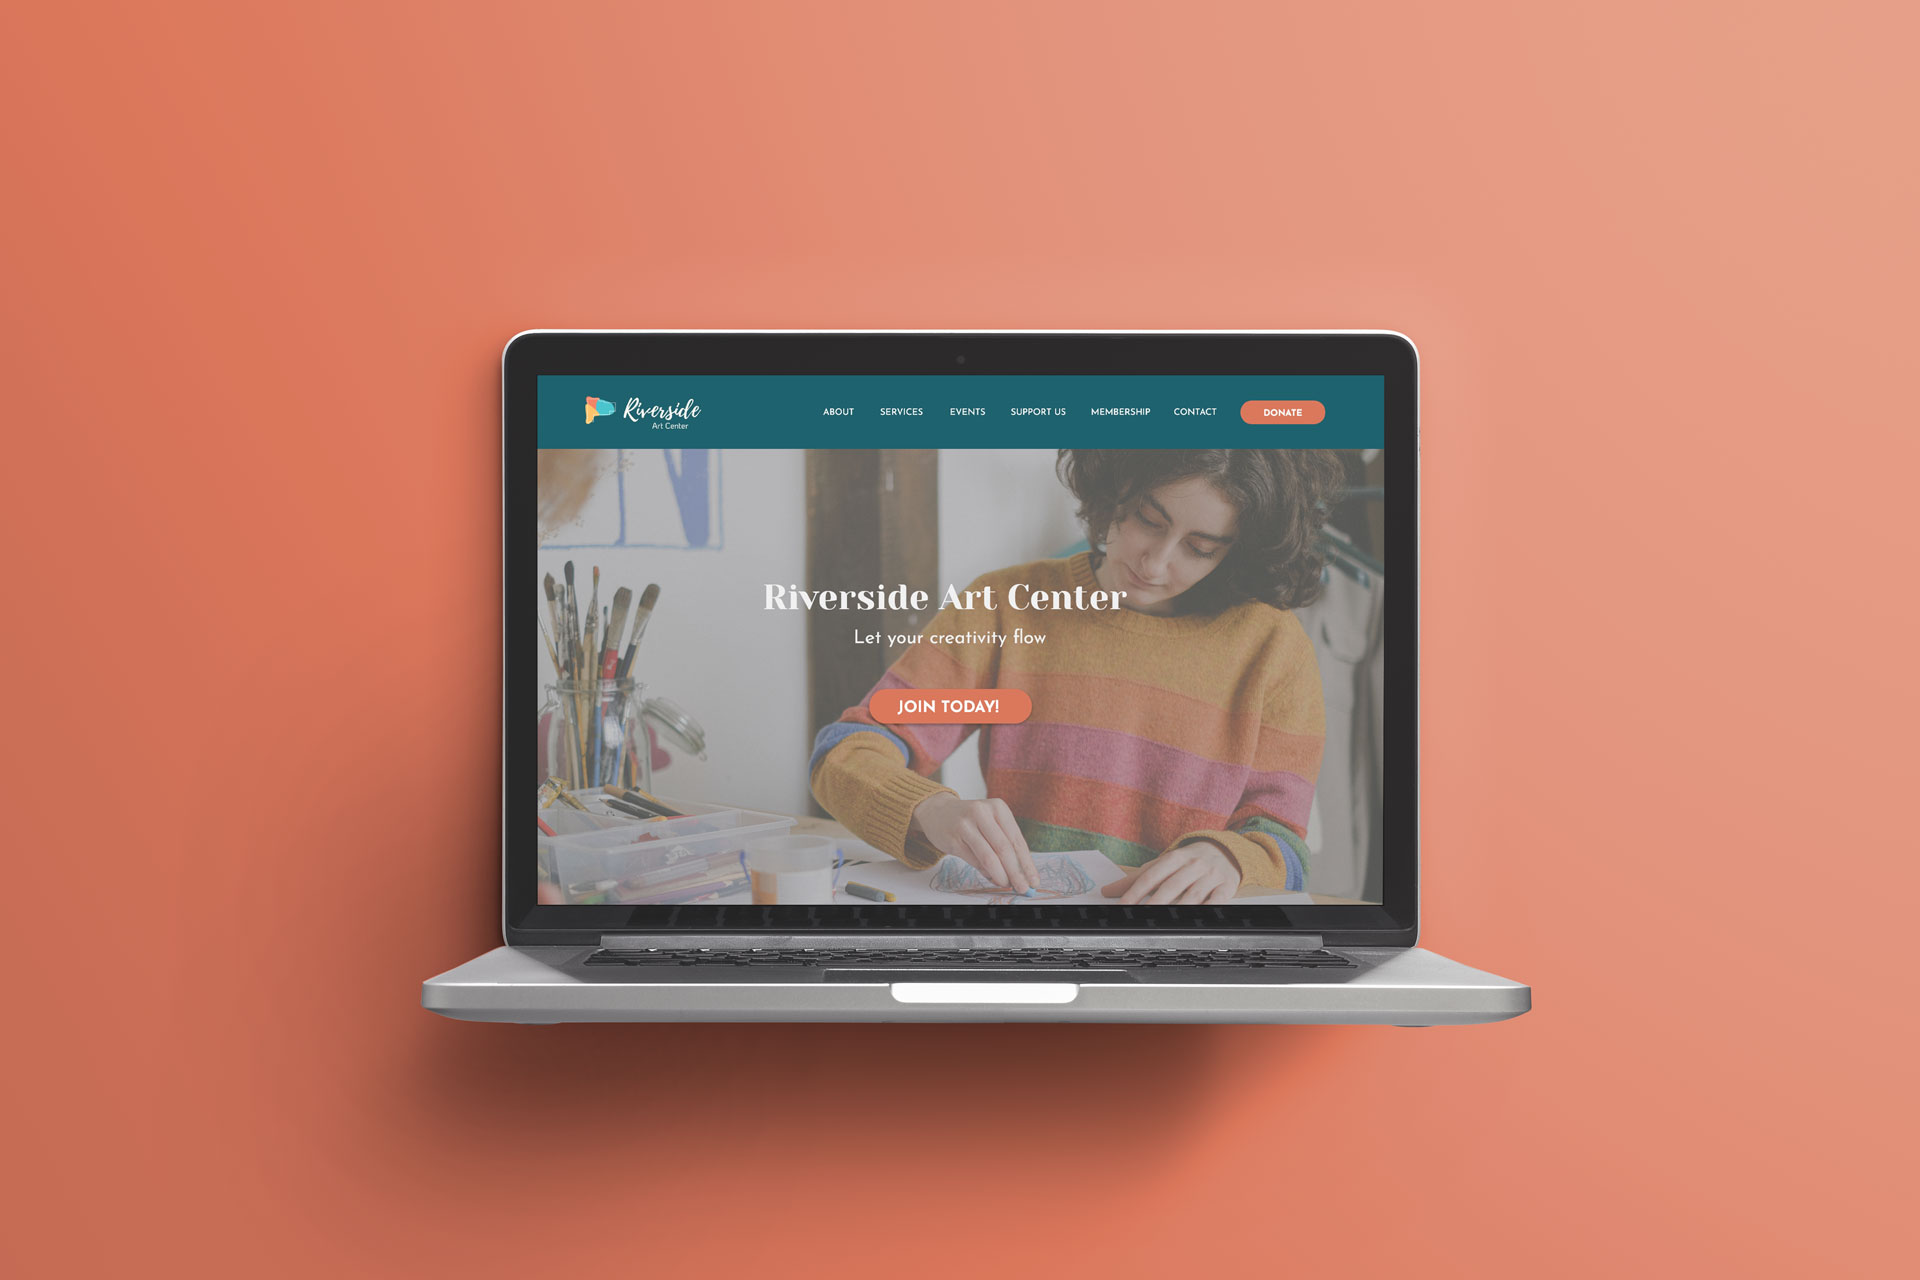 Riverside
Art Center
ABOUT SERVICES EVENTS SUPPORT US MEMBERSHIP CONTACT DONATE
Riverside Art Center
Let your creativity flow
JOIN TODAY!